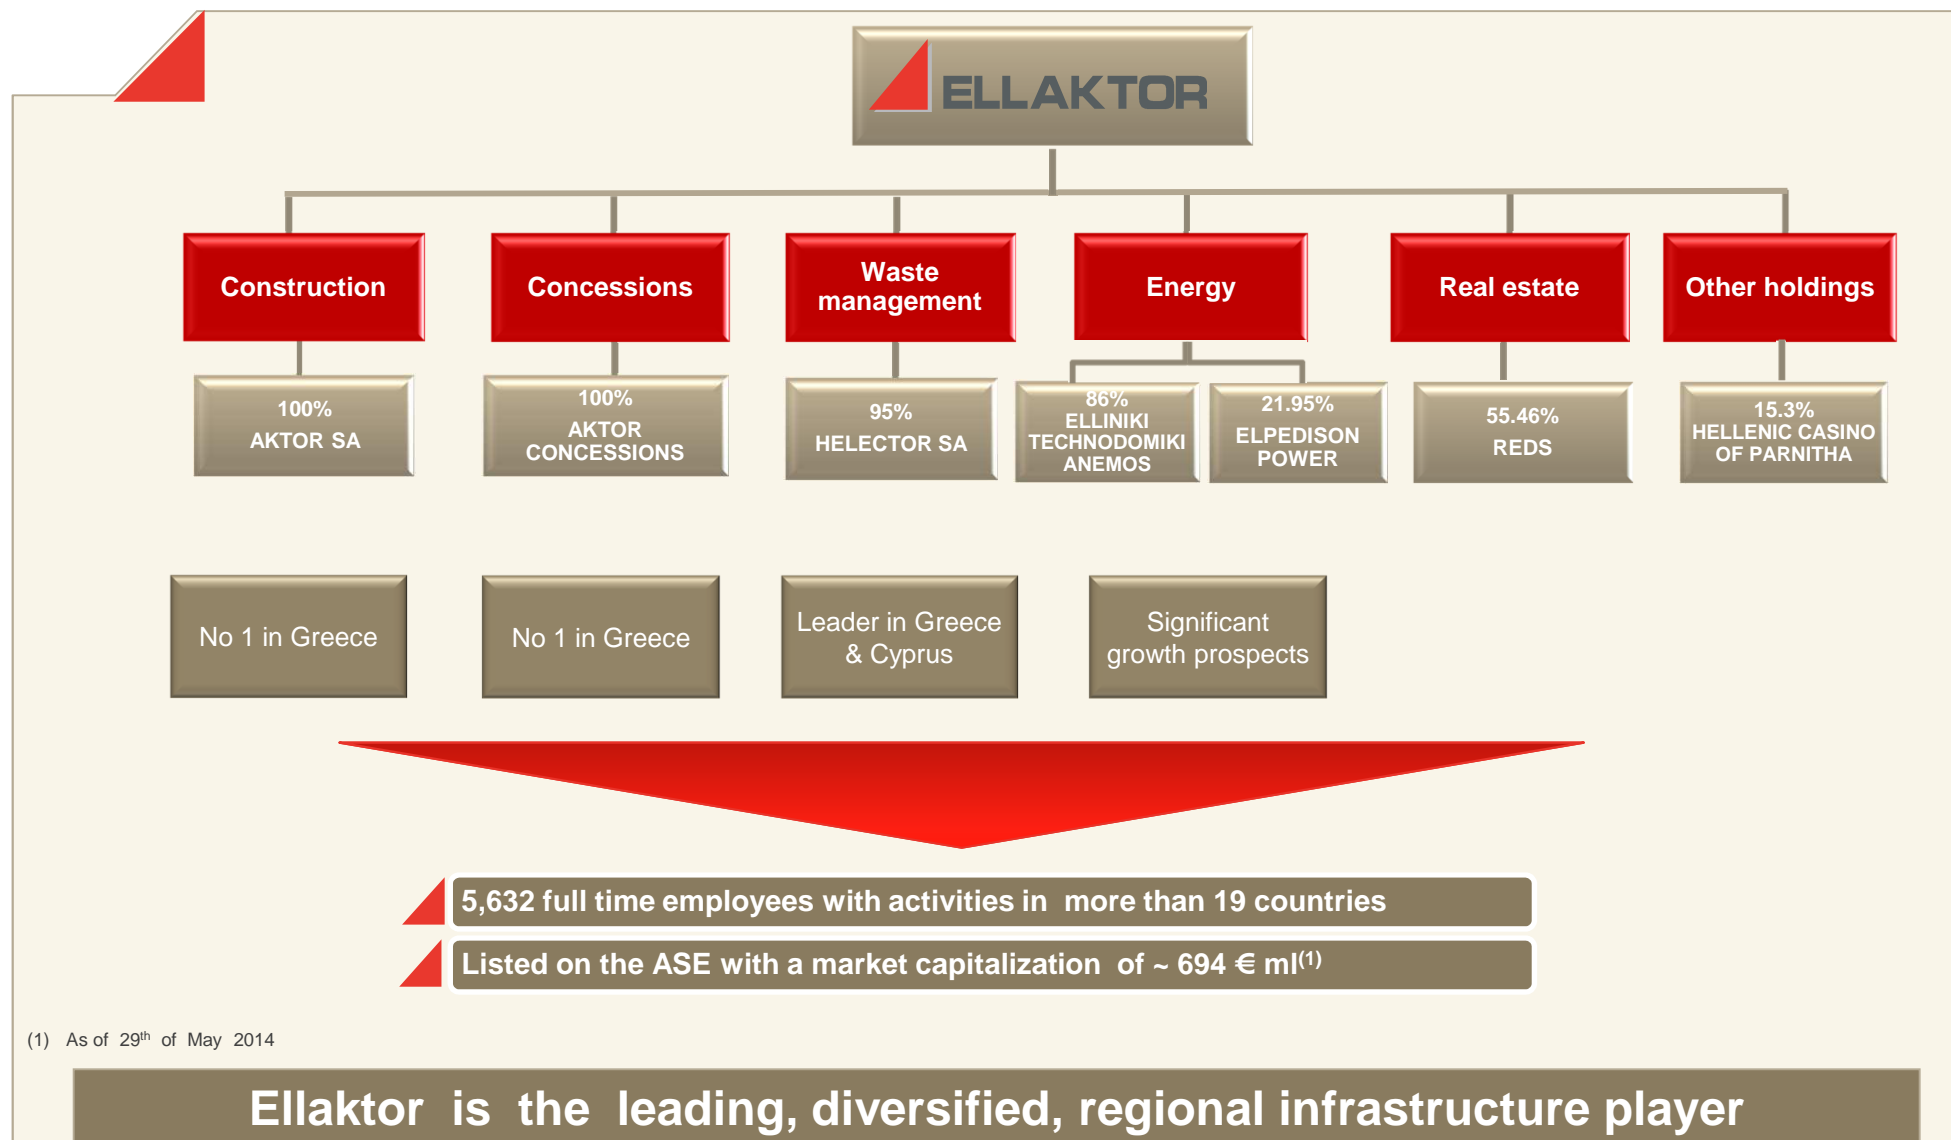 ELLAKTOR
Construction
Concessions
Waste
management
Energy
Real estate
Other holdings
100%
AKTOR SA
100%
AKTOR
CONCESSIONS
95%
HELECTOR SA
86%
ELLINIKI
TECHNODOMIKI
ANEMOS
21.95%
ELPEDISON
POWER
55.46%
REDS
15.3%
HELLENIC CASINO
OF PARNITHA
No 1 in Greece
No 1 in Greece
Leader in Greece
& Cyprus
Significant
growth prospects
5,632 full time employees with activities in more than 19 countries
Listed on the ASE with a market capitalization of ~ 694 € ml(1)
(1) As of 29th of May 2014
Ellaktor is the leading, diversified, regional infrastructure player